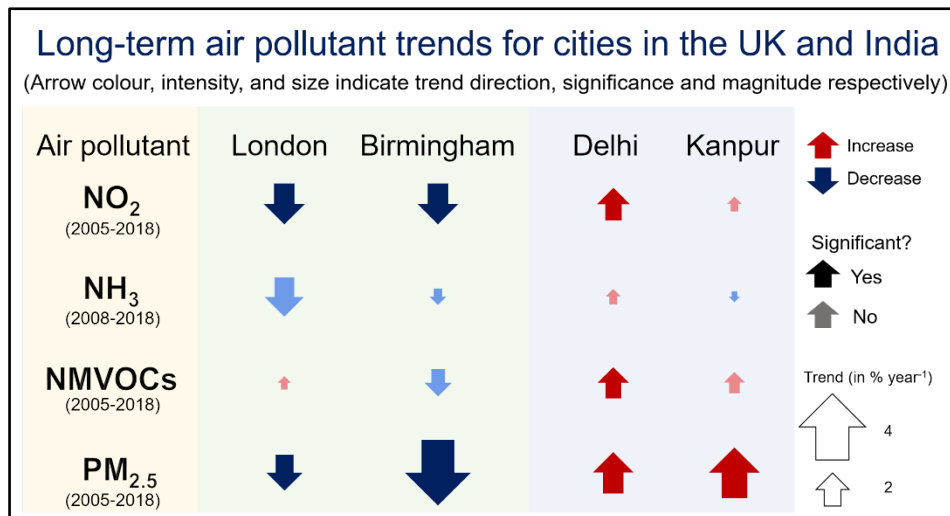 Long-term air pollutant trends for cities in the UK and India
(Arrow colour, intensity, and size indicate trend direction, significance and magnitude respectively)
Air pollutant London Birmingham Delhi Kanpur
Increase
Decrease
NO₂
(2005-2018)
Significant?
Yes
No
NH₃
(2008-2018)
NMVOCs
(2005-2018)
Trend (in % year⁻¹)
4
2
PM₂.₅
(2005-2018)